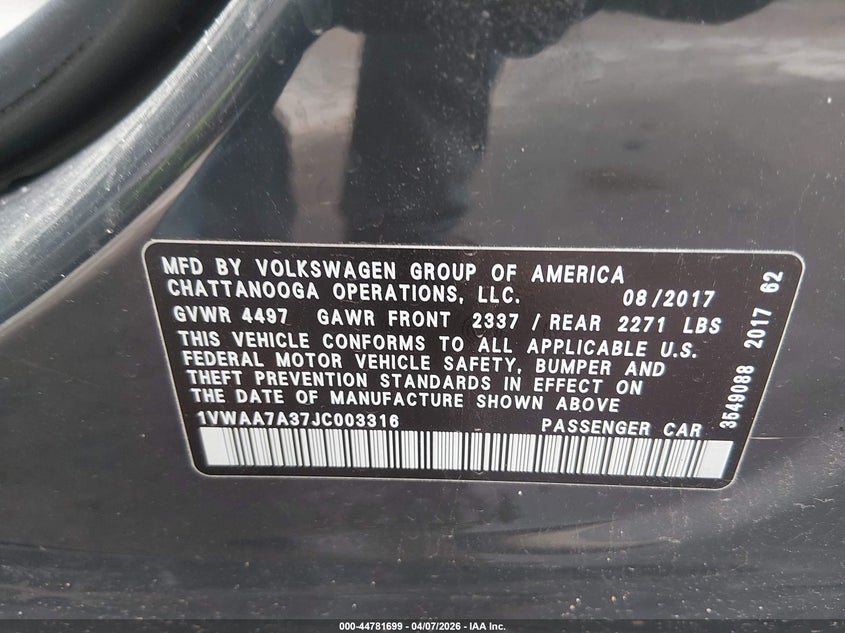 MFD BY VOLKSWAGEN GROUP OF AMERICA
CHATTANOOGA OPERATIONS, LLC. 08/2017
GVWR 4497 GAWR FRONT 2337 / REAR 2271 LBS
THIS VEHICLE CONFORMS TO ALL APPLICABLE U.S.
FEDERAL MOTOR VEHICLE SAFETY, BUMPER AND
THEFT PREVENTION STANDARDS IN EFFECT ON
THE DATE OF MANUFACTURE SHOWN ABOVE
1VWAA7A37JC003316 PASSENGER CAR
3549088 2017 62
000-44781699 - 04/07/2026 - IAA Inc.